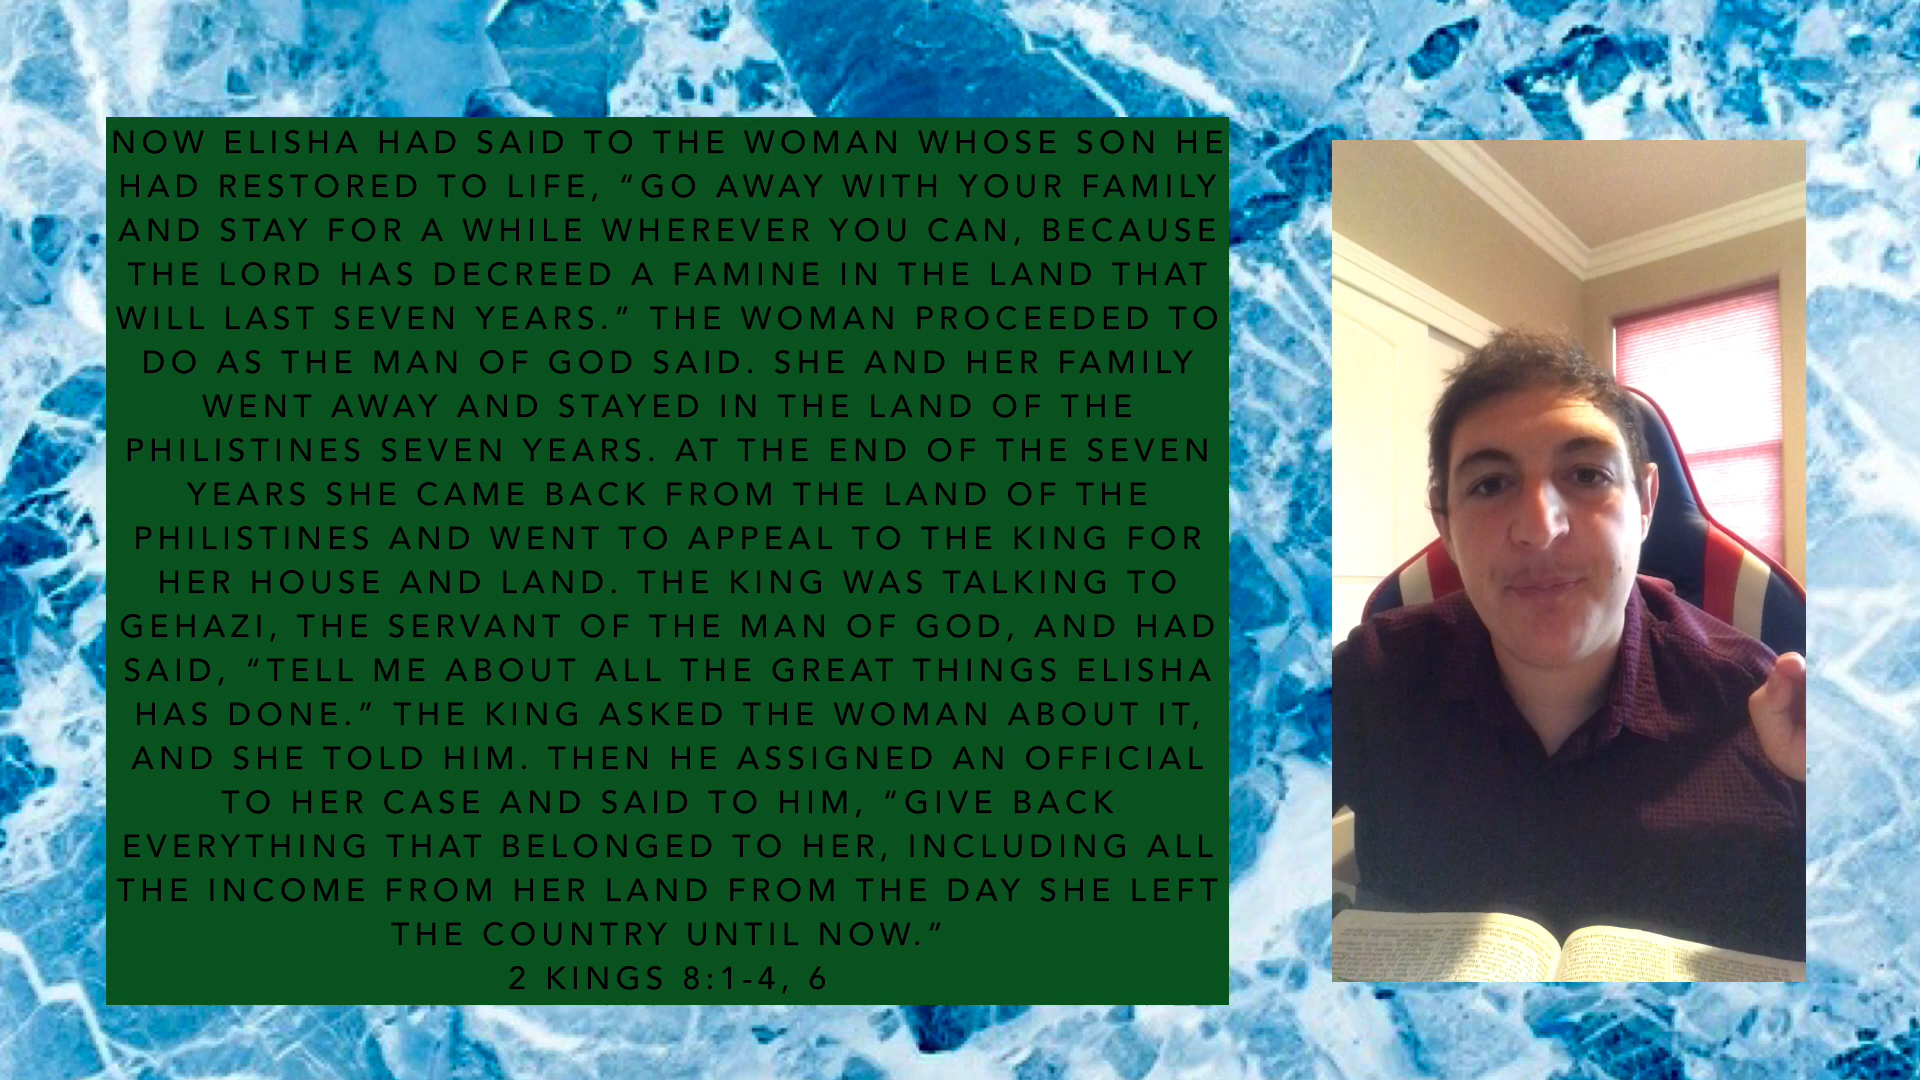 NOW ELISHA HAD SAID TO THE WOMAN WHOSE SON HE
HAD RESTORED TO LIFE, “GO AWAY WITH YOUR FAMILY
AND STAY FOR A WHILE WHEREVER YOU CAN, BECAUSE
THE LORD HAS DECREED A FAMINE IN THE LAND THAT
WILL LAST SEVEN YEARS.” THE WOMAN PROCEEDED TO
DO AS THE MAN OF GOD SAID. SHE AND HER FAMILY
WENT AWAY AND STAYED IN THE LAND OF THE
PHILISTINES SEVEN YEARS. AT THE END OF THE SEVEN
YEARS SHE CAME BACK FROM THE LAND OF THE
PHILISTINES AND WENT TO APPEAL TO THE KING FOR
HER HOUSE AND LAND. THE KING WAS TALKING TO
GEHAZI, THE SERVANT OF THE MAN OF GOD, AND HAD
SAID, “TELL ME ABOUT ALL THE GREAT THINGS ELISHA
HAS DONE.” THE KING ASKED THE WOMAN ABOUT IT,
AND SHE TOLD HIM. THEN HE ASSIGNED AN OFFICIAL
TO HER CASE AND SAID TO HIM, “GIVE BACK
EVERYTHING THAT BELONGED TO HER, INCLUDING ALL
THE INCOME FROM HER LAND FROM THE DAY SHE LEFT
THE COUNTRY UNTIL NOW.”
2 KINGS 8:1-4, 6